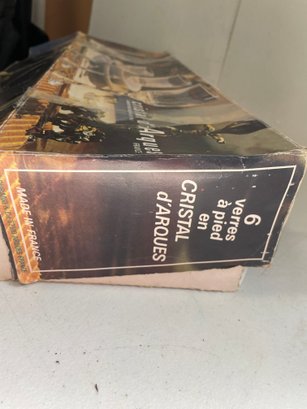 6
verres
à pied
en
CRISTAL
d'ARQUES
MADE IN FRANCE